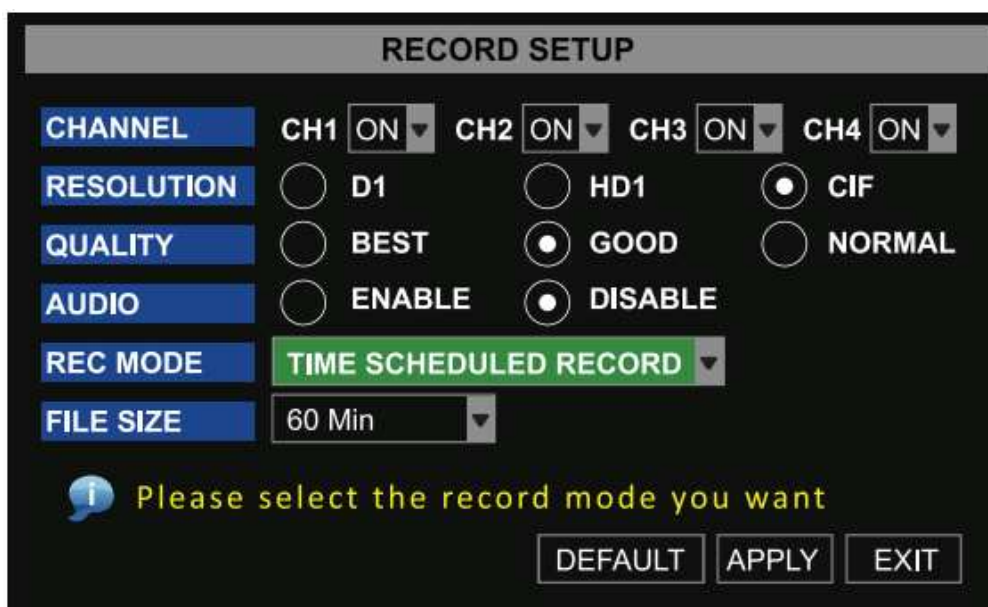 RECORD SETUP
CHANNEL CH1 ON CH2 ON CH3 ON CH4 ON
RESOLUTION D1 HD1 CIF
QUALITY BEST GOOD NORMAL
AUDIO ENABLE DISABLE
REC MODE TIME SCHEDULED RECORD
FILE SIZE 60 Min
i Please select the record mode you want
DEFAULT APPLY EXIT